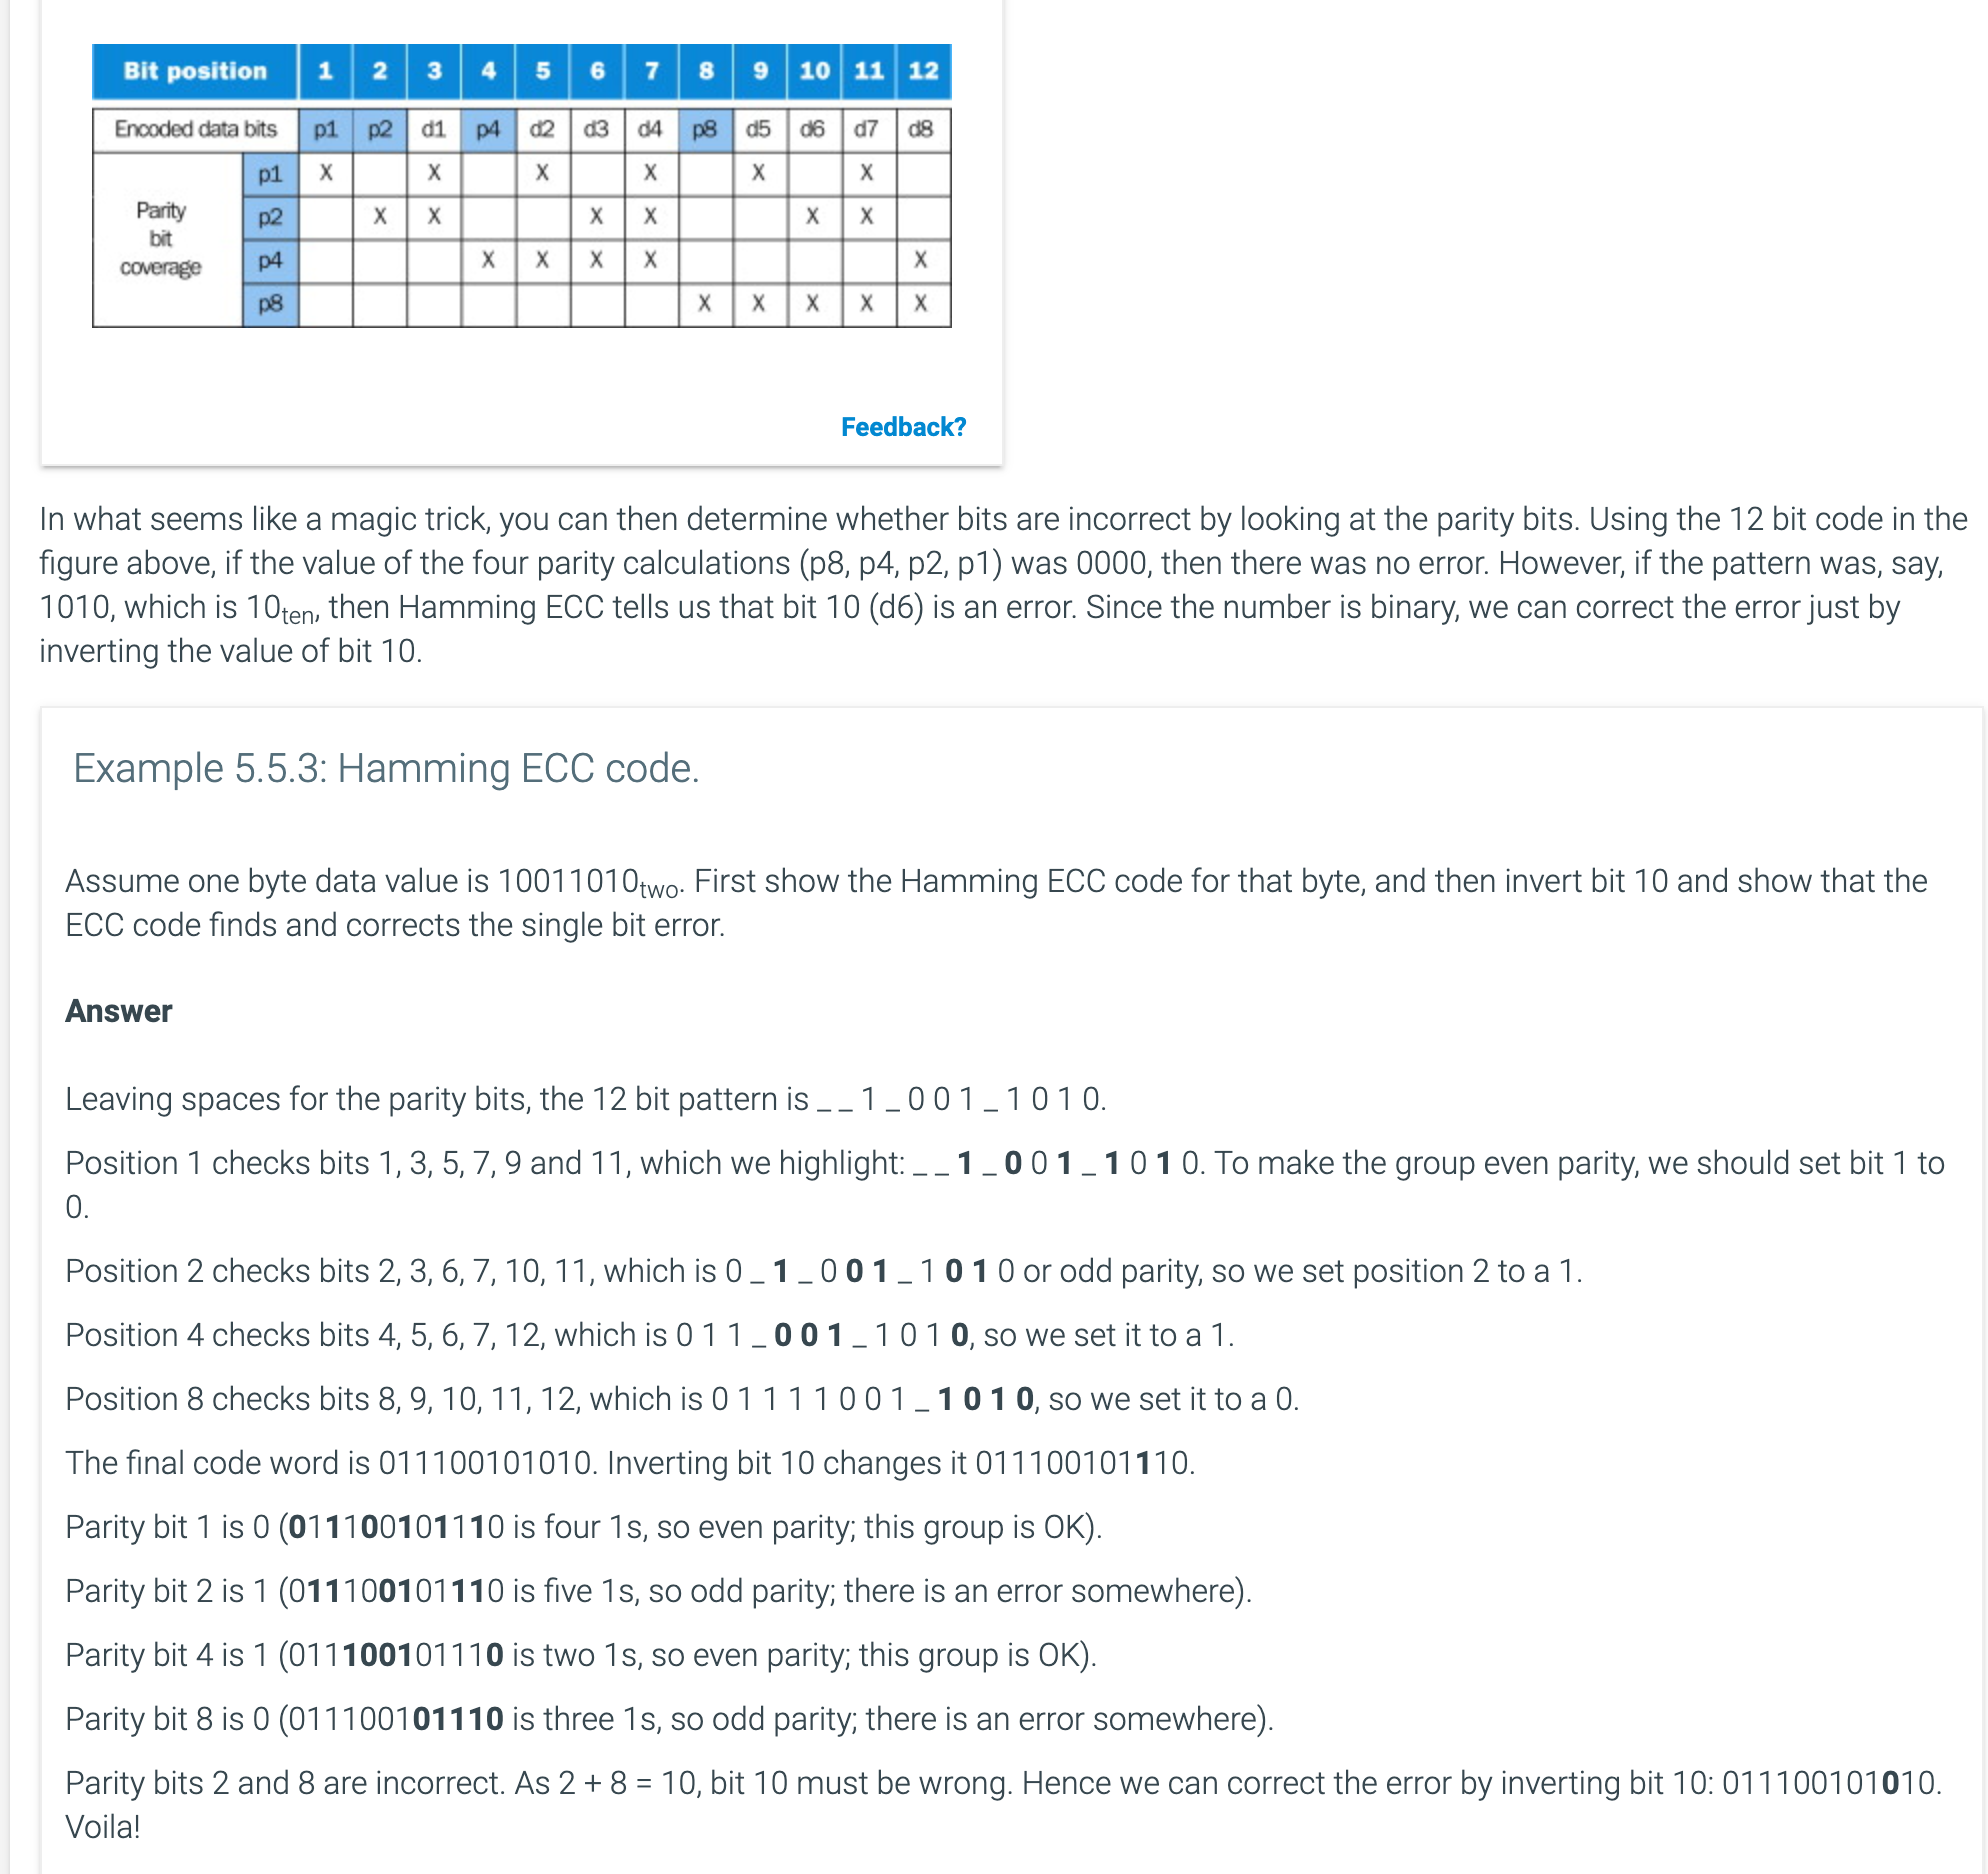 Bit position 1 2 3 4 5 6 7 8 9 10 11 12
Encoded data bits p1 p2 d1 p4 d2 d3 d4 p8 d5 d6 d7 d8
Parity bit coverage
p1 X X X X X X
p2 X X X X X X
p4 X X X X X
p8 X X X X X
Feedback?
In what seems like a magic trick, you can then determine whether bits are incorrect by looking at the parity bits. Using the 12 bit code in the
figure above, if the value of the four parity calculations (p8, p4, p2, p1) was 0000, then there was no error. However, if the pattern was, say,
1010, which is 10ten, then Hamming ECC tells us that bit 10 (d6) is an error. Since the number is binary, we can correct the error just by
inverting the value of bit 10.
Example 5.5.3: Hamming ECC code.
Assume one byte data value is 10011010two. First show the Hamming ECC code for that byte, and then invert bit 10 and show that the
ECC code finds and corrects the single bit error.
Answer
Leaving spaces for the parity bits, the 12 bit pattern is _ _ 1 _ 0 0 1 _ 1 0 1 0.
Position 1 checks bits 1, 3, 5, 7, 9 and 11, which we highlight: _ _ 1 _ 0 0 1 _ 1 0 1 0. To make the group even parity, we should set bit 1 to
0.
Position 2 checks bits 2, 3, 6, 7, 10, 11, which is 0 _ 1 _ 0 0 1 _ 1 0 1 0 or odd parity, so we set position 2 to a 1.
Position 4 checks bits 4, 5, 6, 7, 12, which is 0 1 1 _ 0 0 1 _ 1 0 1 0, so we set it to a 1.
Position 8 checks bits 8, 9, 10, 11, 12, which is 0 1 1 1 1 0 0 1 _ 1 0 1 0, so we set it to a 0.
The final code word is 011100101010. Inverting bit 10 changes it 011100101110.
Parity bit 1 is 0 (011100101110 is four 1s, so even parity; this group is OK).
Parity bit 2 is 1 (011100101110 is five 1s, so odd parity; there is an error somewhere).
Parity bit 4 is 1 (011100101110 is two 1s, so even parity; this group is OK).
Parity bit 8 is 0 (011100101110 is three 1s, so odd parity; there is an error somewhere).
Parity bits 2 and 8 are incorrect. As 2 + 8 = 10, bit 10 must be wrong. Hence we can correct the error by inverting bit 10: 011100101010.
Voila!